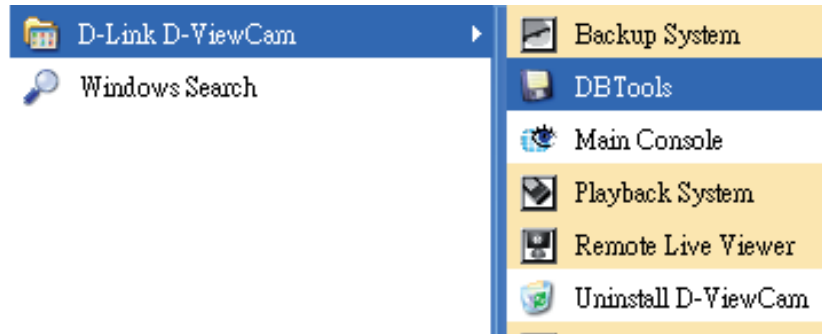 D-Link D-ViewCam
Windows Search
Backup System
DBTools
Main Console
Playback System
Remote Live Viewer
Uninstall D-ViewCam